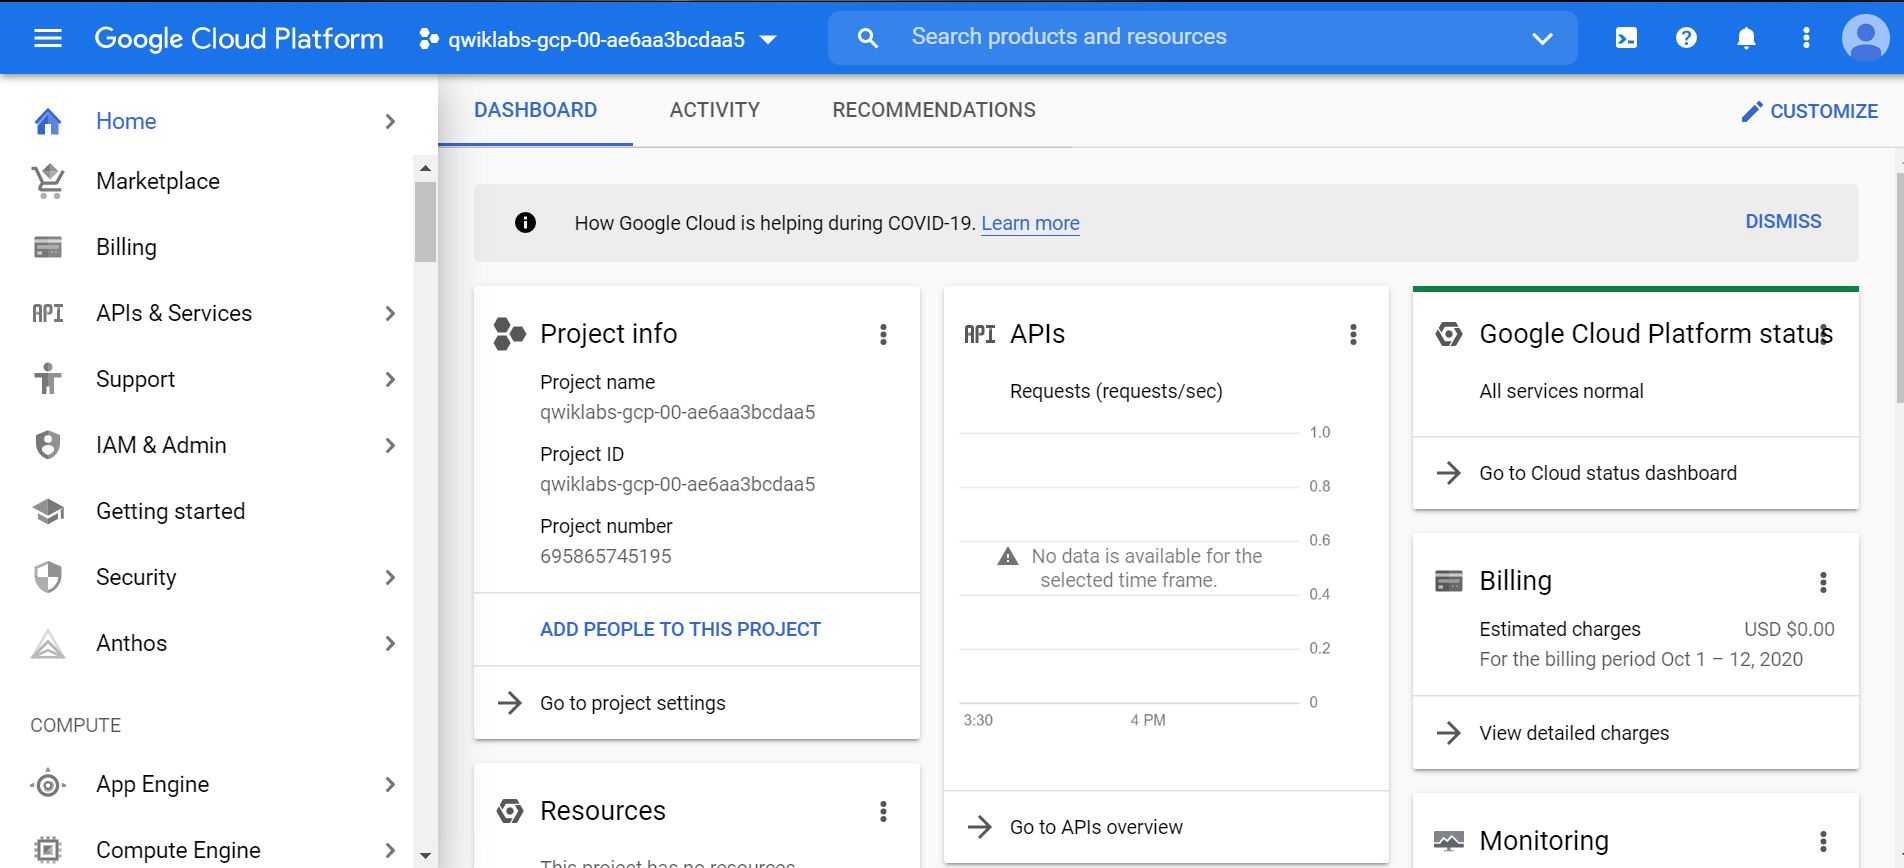 Google Cloud Platform
qwiklabs-gcp-00-ae6aa3bcdaa5
Search products and resources
Home
Marketplace
Billing
API APIs & Services
Support
IAM & Admin
Getting started
Security
Anthos
COMPUTE
App Engine
Compute Engine
DASHBOARD
ACTIVITY
RECOMMENDATIONS
CUSTOMIZE
How Google Cloud is helping during COVID-19. Learn more
DISMISS
Project info
Project name
qwiklabs-gcp-00-ae6aa3bcdaa5
Project ID
qwiklabs-gcp-00-ae6aa3bcdaa5
Project number
695865745195
ADD PEOPLE TO THIS PROJECT
Go to project settings
Resources
This project has no resources
API APIs
Requests (requests/sec)
1.0
0.8
0.6
No data is available for the
selected time frame.
0.4
0.2
0
3:30
4 PM
Go to APIs overview
Google Cloud Platform status
All services normal
Go to Cloud status dashboard
Billing
Estimated charges
USD $0.00
For the billing period Oct 1 – 12, 2020
View detailed charges
Monitoring